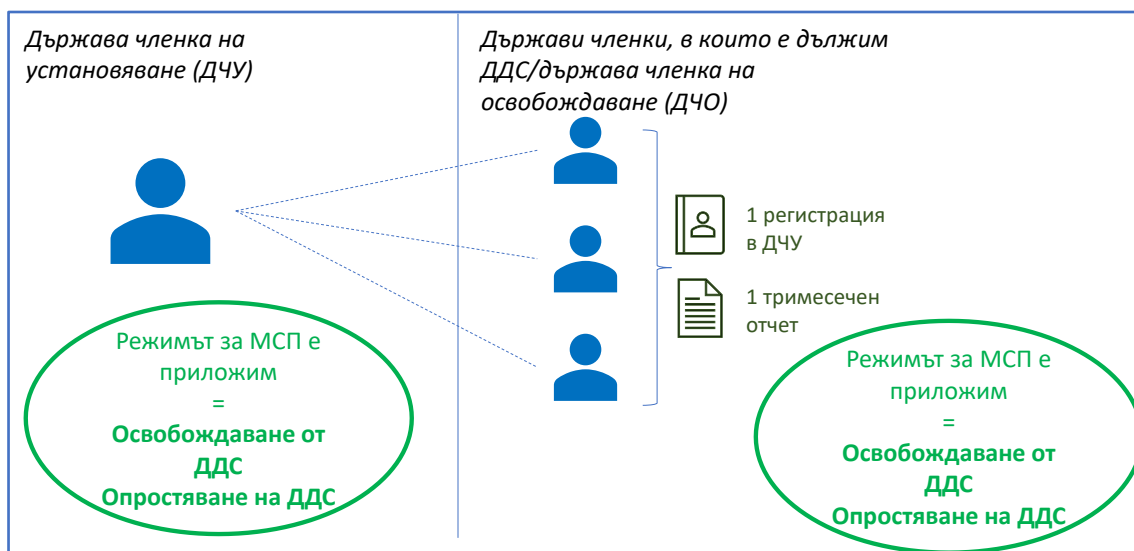 Държава членка на
установяване (ДЧУ)
Държави членки, в които е дължим
ДДС/държава членка на
освобождаване (ДЧО)
1 регистрация
в ДЧУ
1 тримесечен
отчет
Режимът за МСП е
приложим
=
Освобождаване от
ДДС
Опростяване на ДДС
Режимът за МСП е
приложим
=
Освобождаване от
ДДС
Опростяване на ДДС